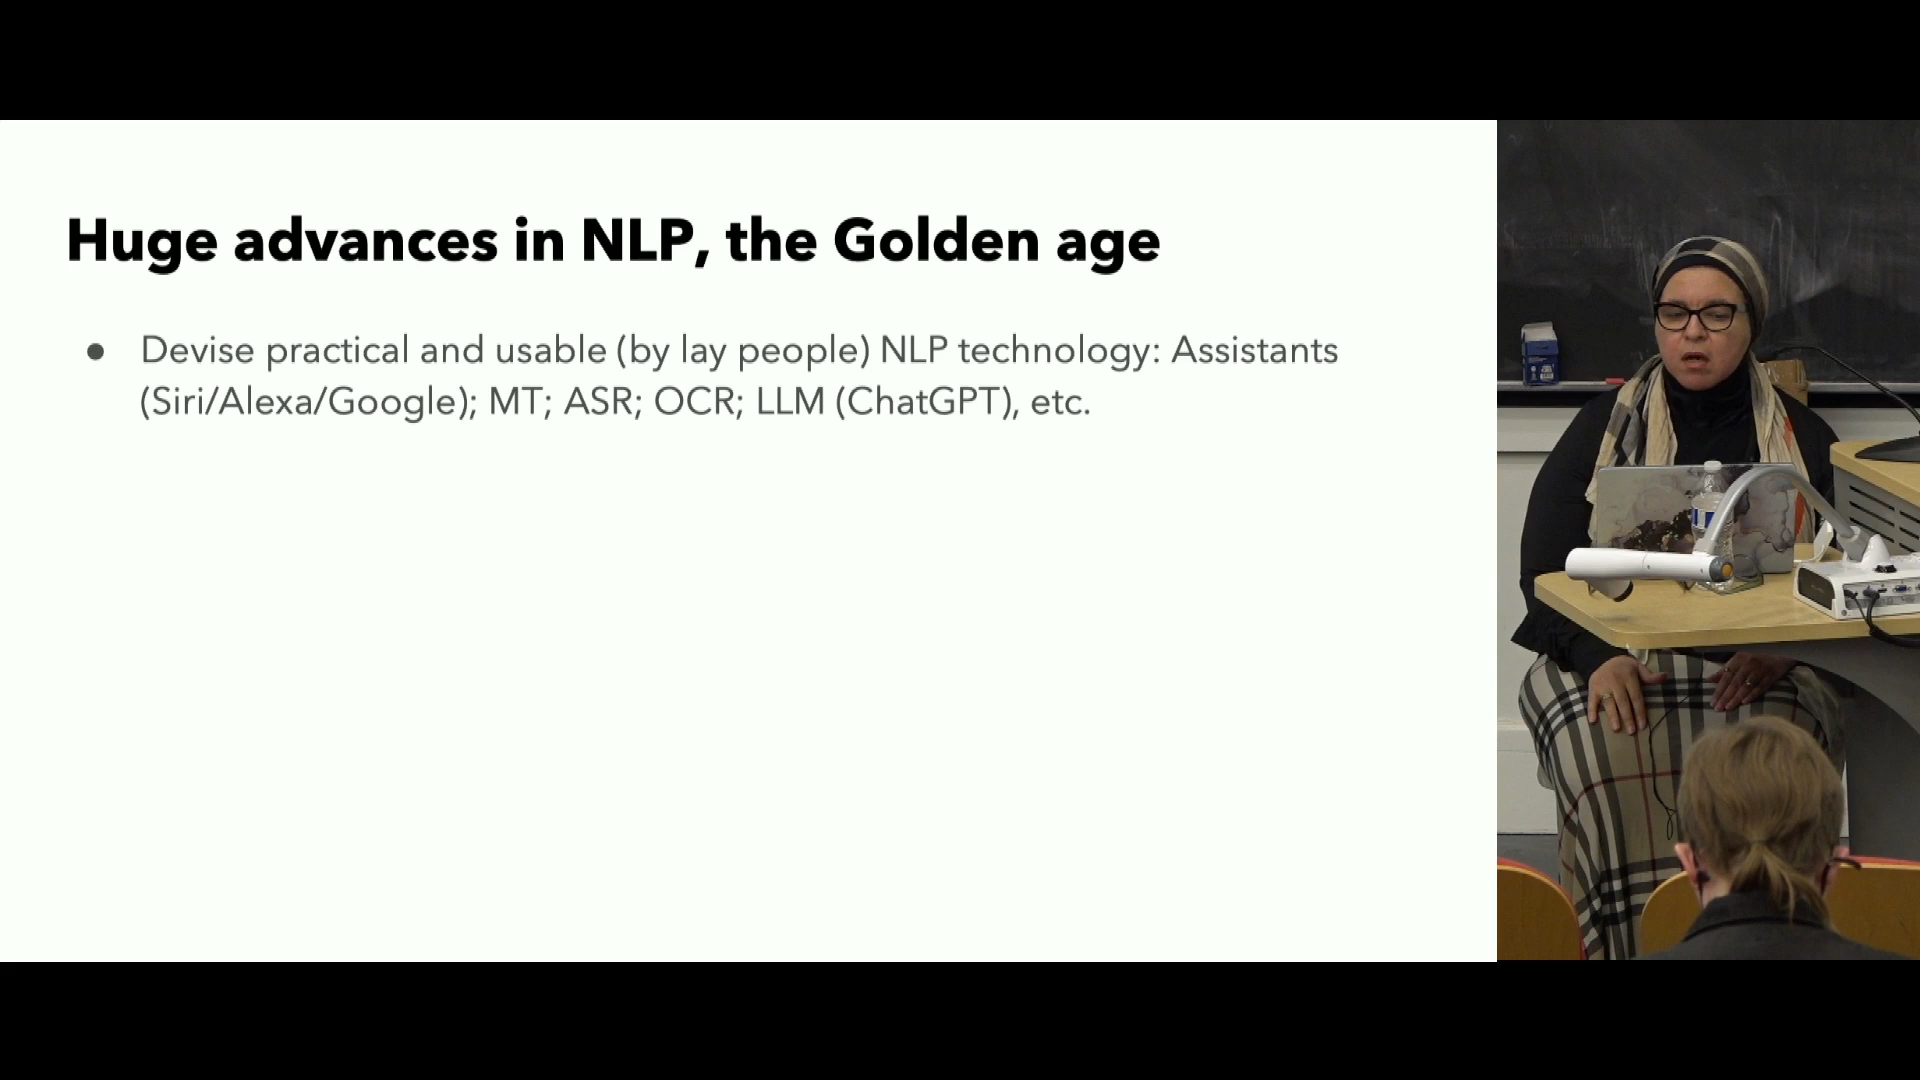 Huge advances in NLP, the Golden age
● Devise practical and usable (by lay people) NLP technology: Assistants
(Siri/Alexa/Google); MT; ASR; OCR; LLM (ChatGPT), etc.